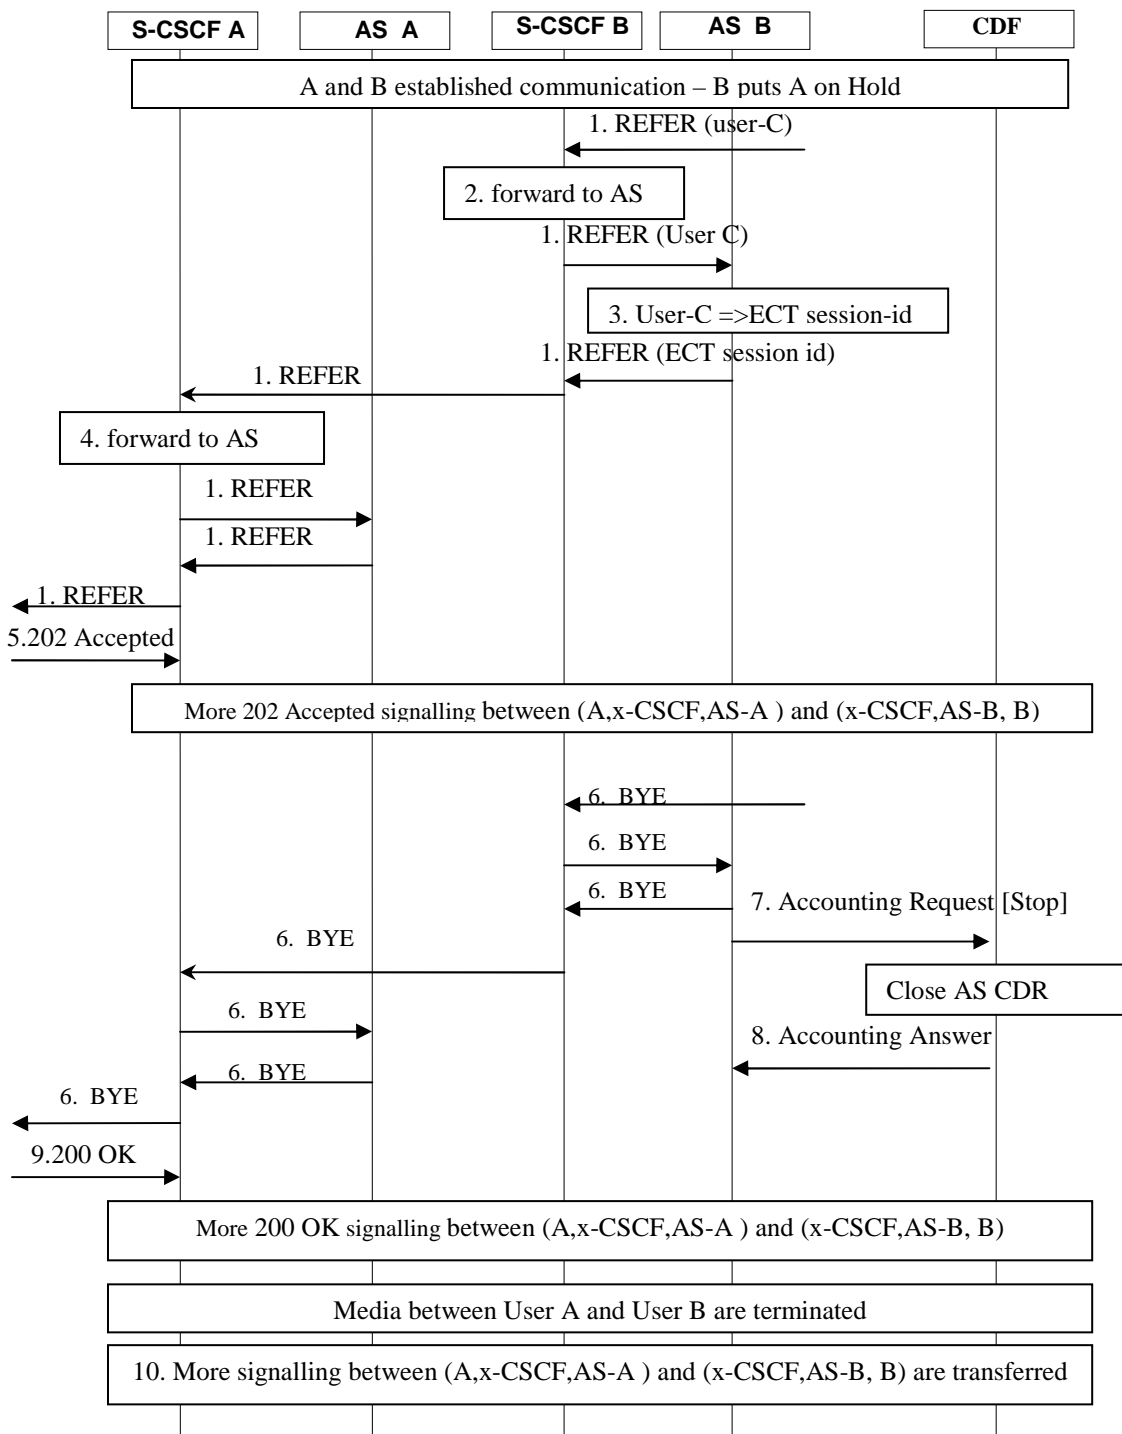 S-CSCF A
AS A
S-CSCF B
AS B
CDF
A and B established communication – B puts A on Hold
1. REFER (user-C)
2. forward to AS
1. REFER (User C)
3. User-C =>ECT session-id
1. REFER (ECT session id)
1. REFER
4. forward to AS
1. REFER
1. REFER
1. REFER
5.202 Accepted
More 202 Accepted signalling between (A,x-CSCF,AS-A ) and (x-CSCF,AS-B, B)
6. BYE
6. BYE
6. BYE
7. Accounting Request [Stop]
6. BYE
Close AS CDR
6. BYE
8. Accounting Answer
6. BYE
6. BYE
9.200 OK
More 200 OK signalling between (A,x-CSCF,AS-A ) and (x-CSCF,AS-B, B)
Media between User A and User B are terminated
10. More signalling between (A,x-CSCF,AS-A ) and (x-CSCF,AS-B, B) are transferred